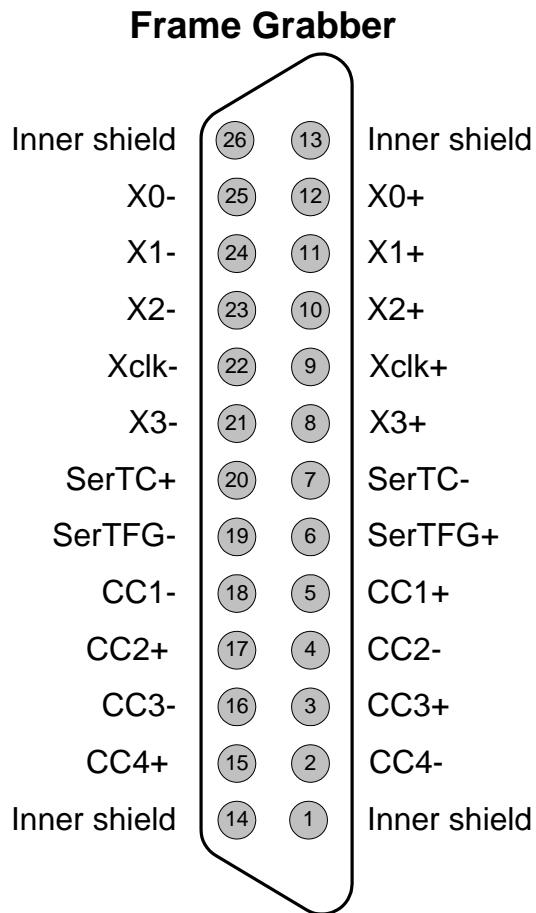 Frame Grabber
Inner shield 26 13 Inner shield
X0- 25 12 X0+
X1- 24 11 X1+
X2- 23 10 X2+
Xclk- 22 9 Xclk+
X3- 21 8 X3+
SerTC+ 20 7 SerTC-
SerTFG- 19 6 SerTFG+
CC1- 18 5 CC1+
CC2+ 17 4 CC2-
CC3- 16 3 CC3+
CC4+ 15 2 CC4-
Inner shield 14 1 Inner shield